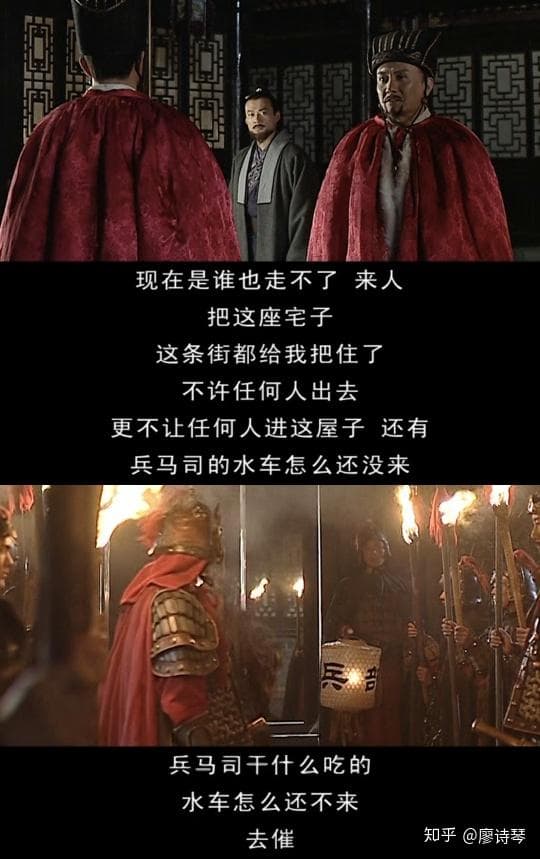 现在是谁也走不了 来人
把这座宅子
这条街都给我把住了
不许任何人出去
更不让任何人进这屋子 还有
兵马司的水车怎么还没来
兵部
兵马司干什么吃的
水车怎么还不来
去催
知乎 @廖诗琴